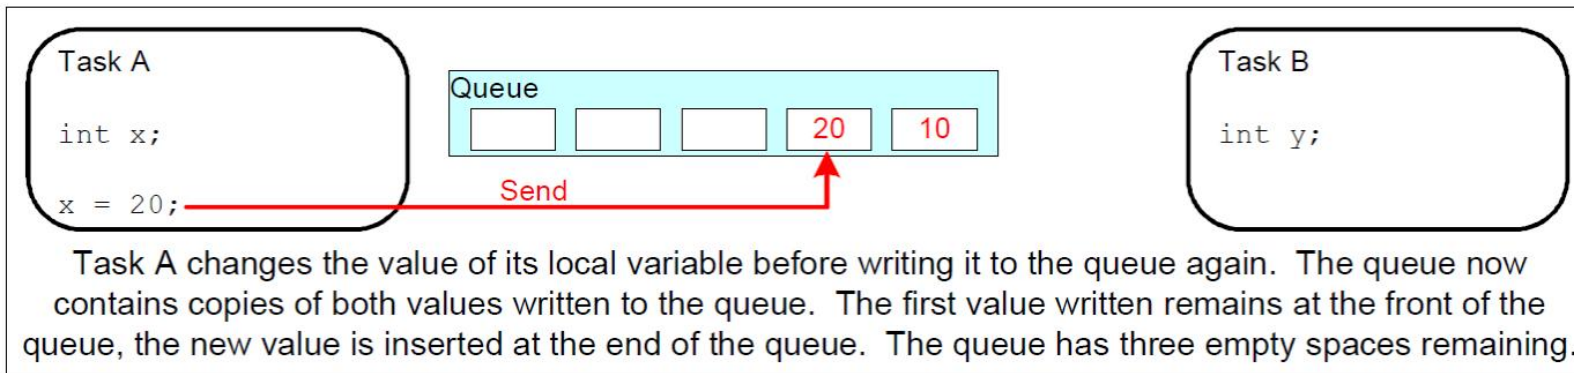 Task A
int x;
x = 20;
Queue
20 10
Send
Task B
int y;
Task A changes the value of its local variable before writing it to the queue again.  The queue now
contains copies of both values written to the queue.  The first value written remains at the front of the
queue, the new value is inserted at the end of the queue.  The queue has three empty spaces remaining.